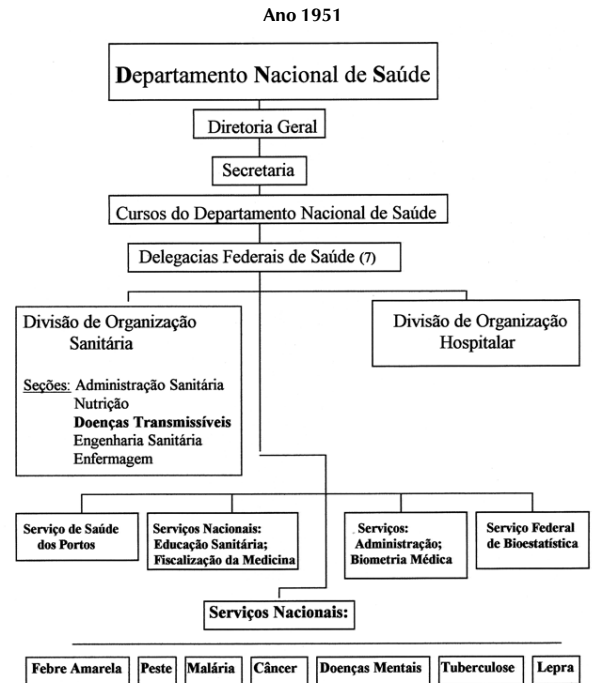 Ano 1951
Departamento Nacional de Saúde
Diretoria Geral
Secretaria
Cursos do Departamento Nacional de Saúde
Delegacias Federais de Saúde (7)
Divisão de Organização
Sanitária
Seções: Administração Sanitária
Nutrição
Doenças Transmissíveis
Engenharia Sanitária
Enfermagem
Divisão de Organização
Hospitalar
Serviço de Saúde
dos Portos
Serviços Nacionais:
Educação Sanitária;
Fiscalização da Medicina
Serviços:
Administração;
Biometria Médica
Serviço Federal
de Bioestatística
Serviços Nacionais:
Febre Amarela
Peste
Malária
Câncer
Doenças Mentais
Tuberculose
Lepra